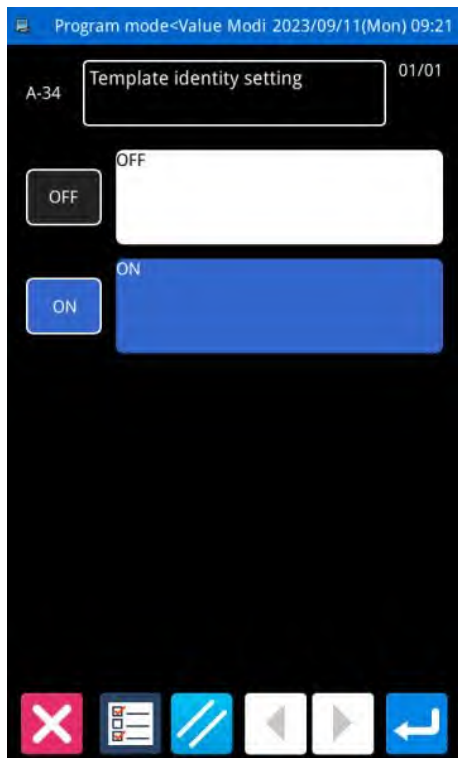 Program mode<Value Modi 2023/09/11(Mon) 09:21
A-34
Template identity setting
01/01
OFF
OFF
ON
ON